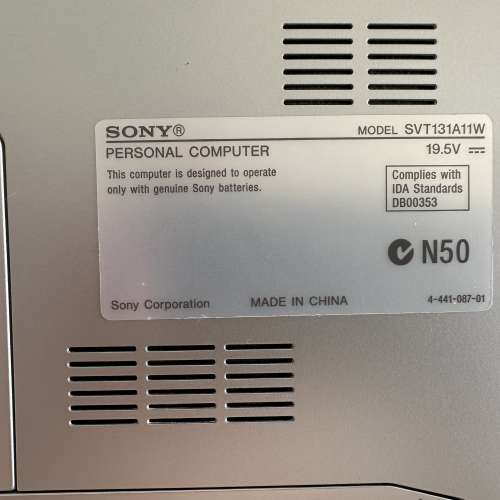 SONY® MODEL SVT131A11W
PERSONAL COMPUTER 19.5V
This computer is designed to operate
only with genuine Sony batteries.
Complies with
IDA Standards
DB00353
N50
Sony Corporation MADE IN CHINA 4-441-087-01